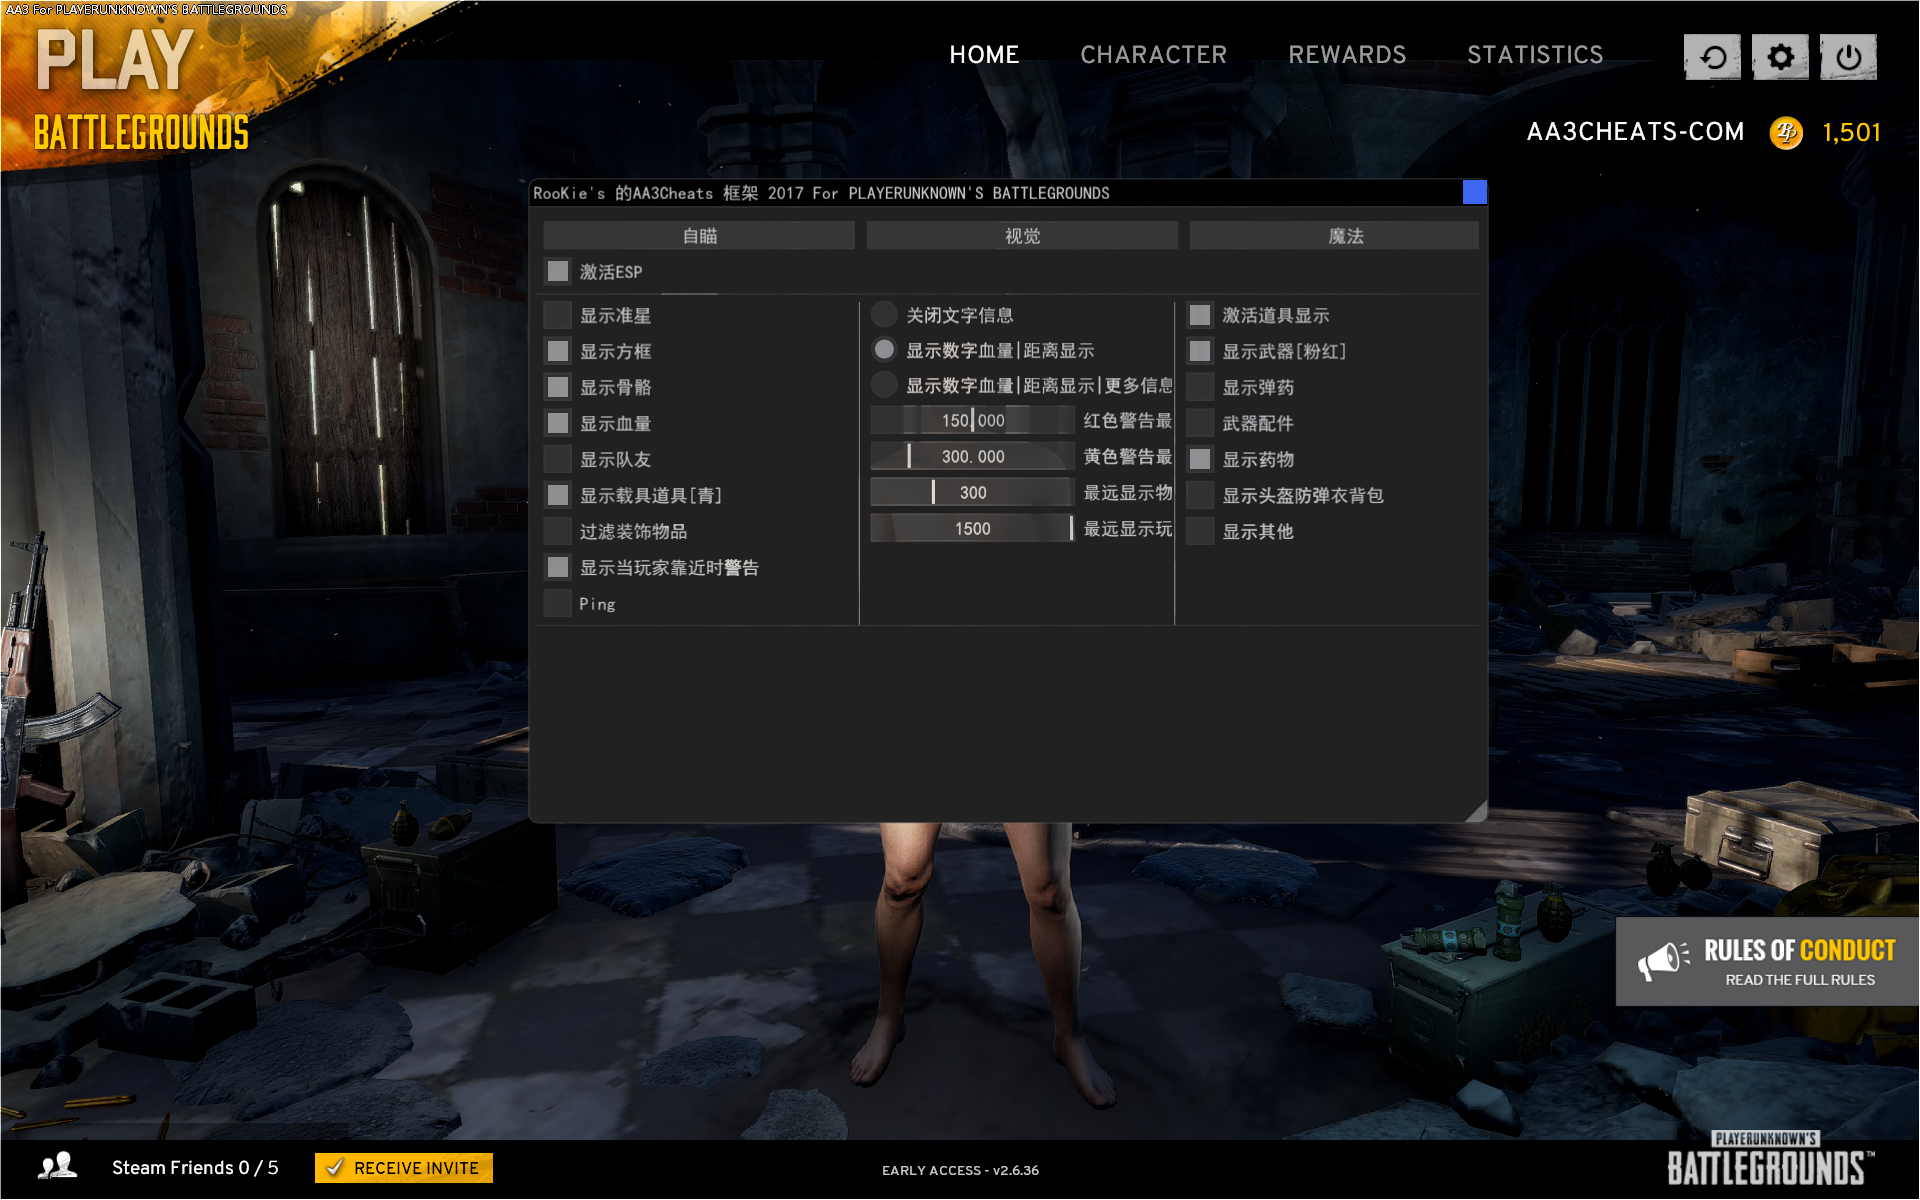 AA3 For PLAYERUNKNOWN'S BATTLEGROUNDS
PLAY
BATTLEGROUNDS
HOME
CHARACTER
REWARDS
STATISTICS
AA3CHEATS-COM
1,501
RooKie's 的AA3Cheats 框架 2017 For PLAYERUNKNOWN'S BATTLEGROUNDS
自瞄
视觉
魔法
激活ESP
显示准星
显示方框
显示骨骼
显示血量
显示队友
显示载具道具[青]
过滤装饰物品
显示当玩家靠近时警告
Ping
关闭文字信息
显示数字血量|距离显示
显示数字血量|距离显示|更多信息
150.000 红色警告最
300.000 黄色警告最
300 最远显示物
1500 最远显示玩
激活道具显示
显示武器[粉红]
显示弹药
武器配件
显示药物
显示头盔防弹衣背包
显示其他
RULES OF CONDUCT
READ THE FULL RULES
Steam Friends 0 / 5
RECEIVE INVITE
EARLY ACCESS - v2.6.36
PLAYERUNKNOWN'S
BATTLEGROUNDS™